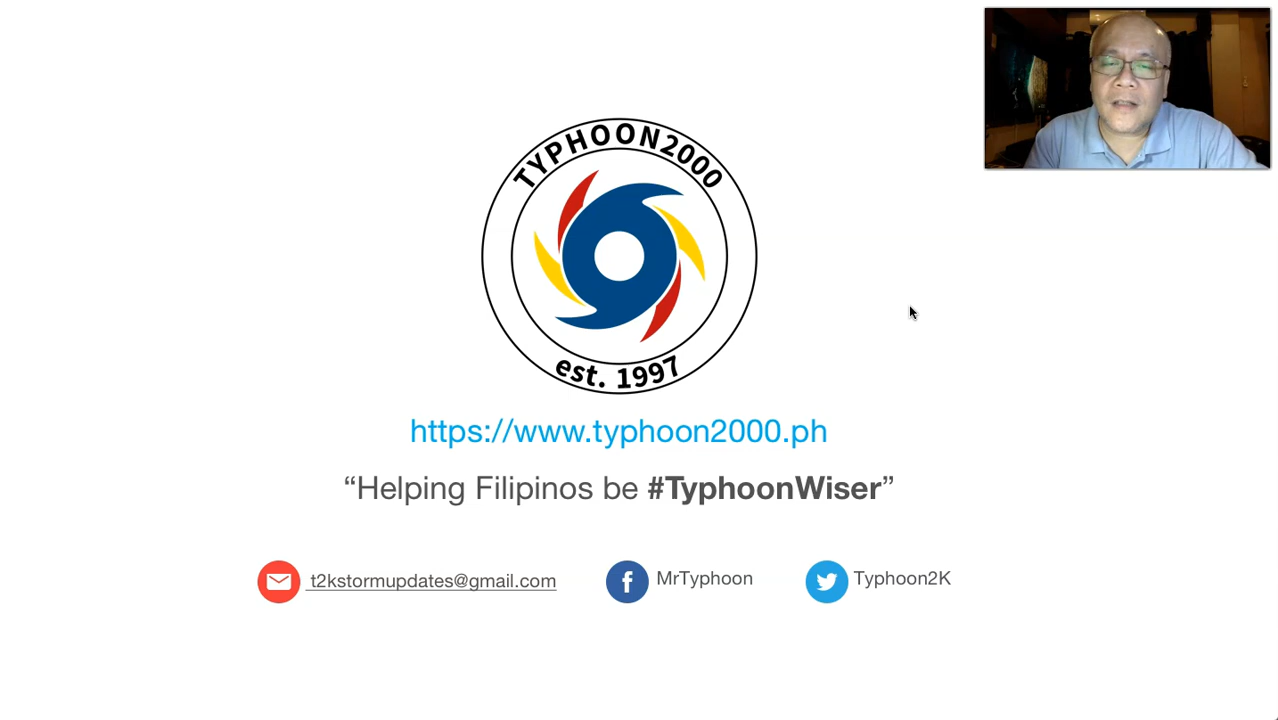 TYPHOON2000
est. 1997
https://www.typhoon2000.ph
“Helping Filipinos be #TyphoonWiser”
t2kstormupdates@gmail.com
MrTyphoon
Typhoon2K